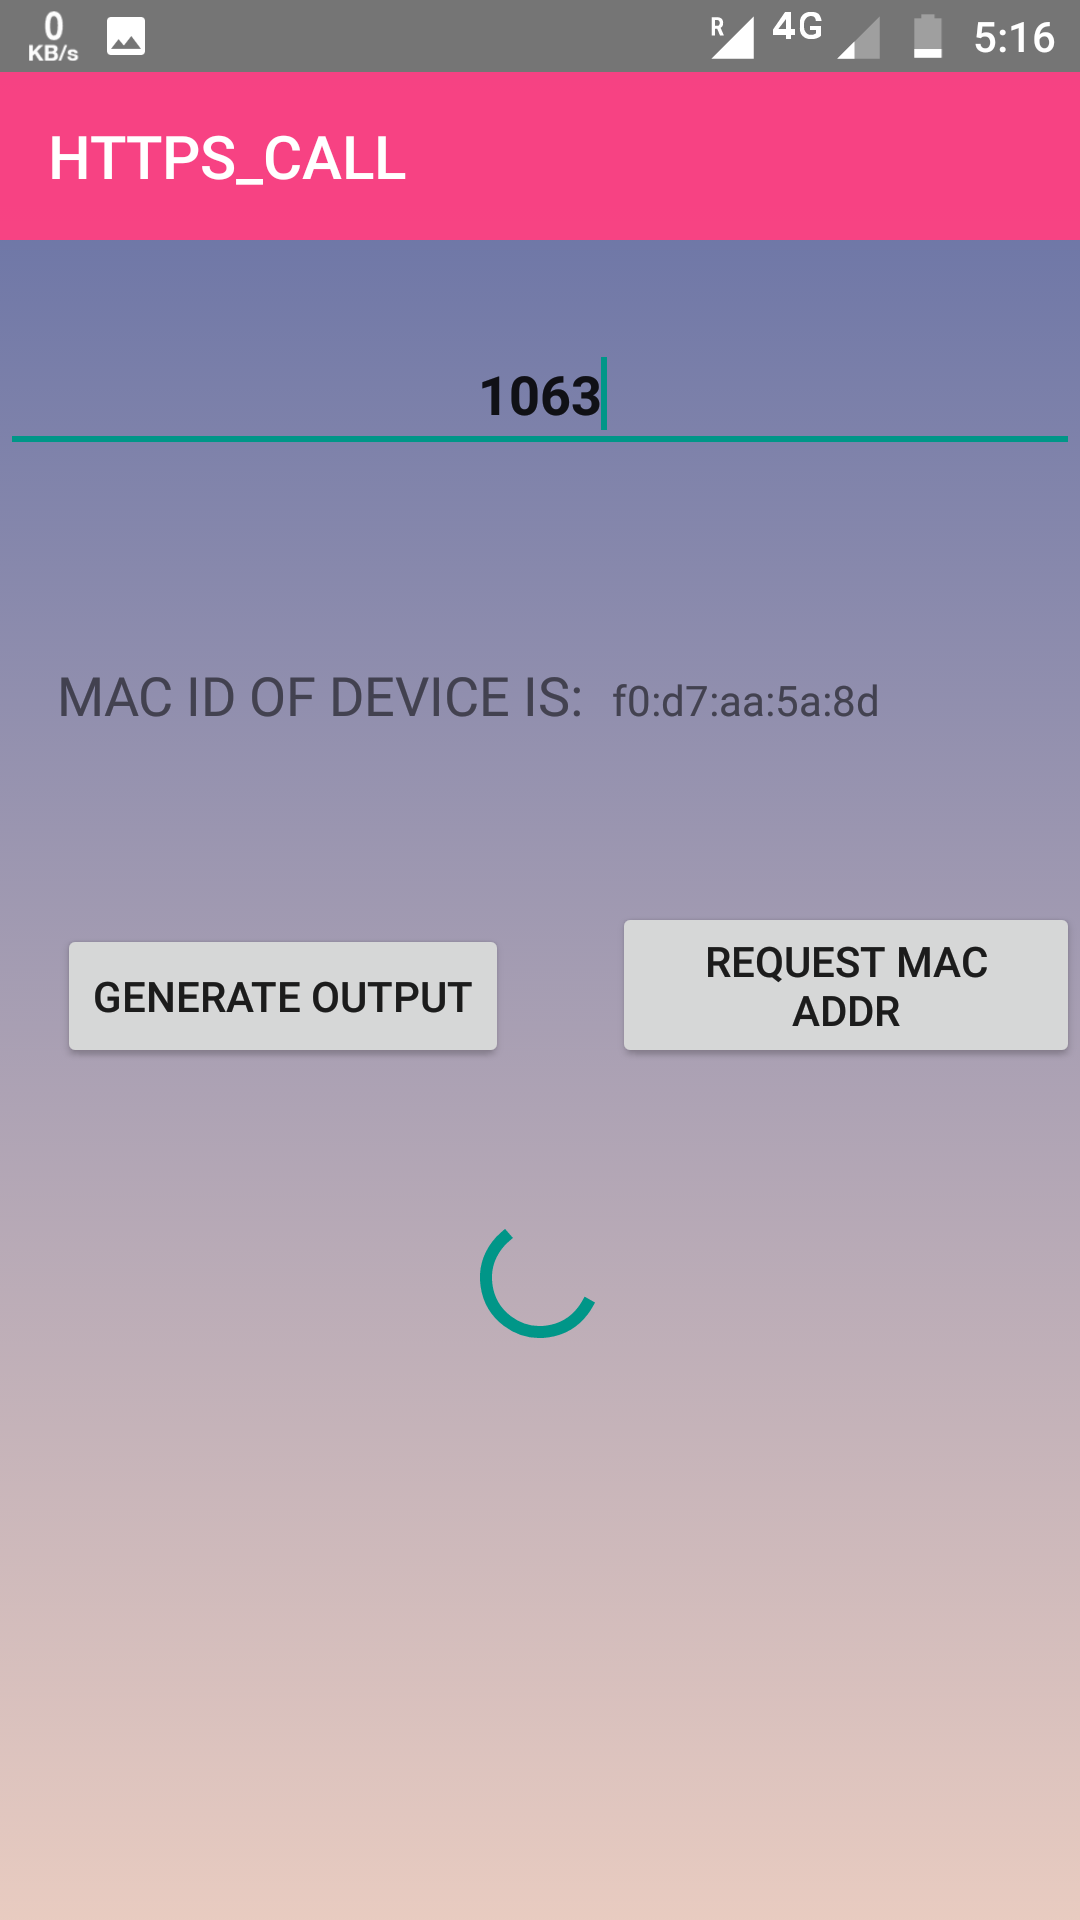 0
KB/s
R 4G 5:16
HTTPS_CALL
1063
MAC ID OF DEVICE IS: f0:d7:aa:5a:8d
GENERATE OUTPUT
REQUEST MAC
ADDR